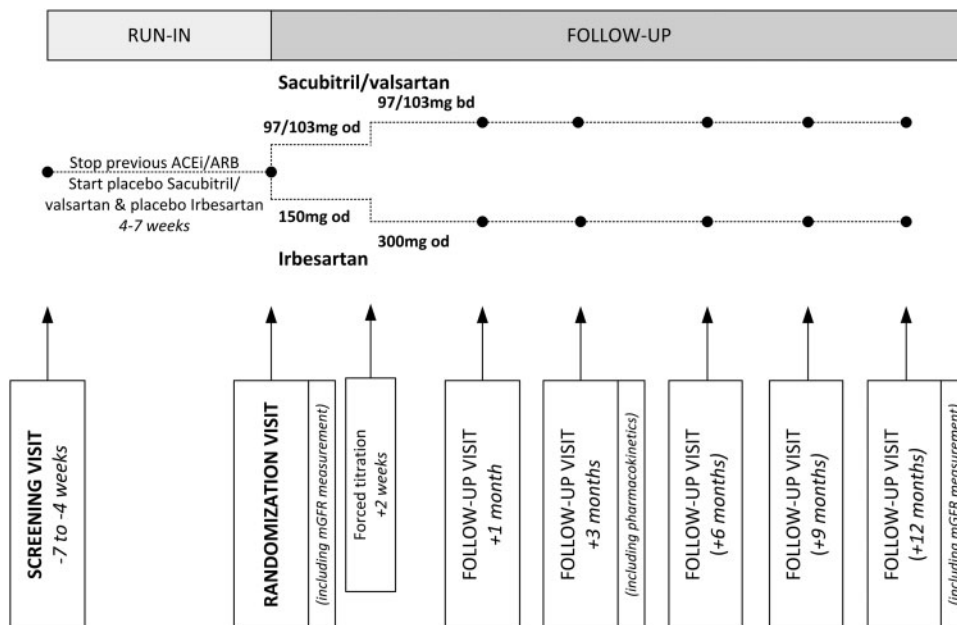 RUN-IN
FOLLOW-UP
Sacubitril/valsartan
97/103mg bd
97/103mg od
Stop previous ACEi/ARB
Start placebo Sacubitril/
valsartan & placebo Irbesartan
4-7 weeks
150mg od
300mg od
Irbesartan
SCREENING VISIT
-7 to -4 weeks
RANDOMIZATION VISIT
(including mGFR measurement)
Forced titration
+2 weeks
FOLLOW-UP VISIT
+1 month
FOLLOW-UP VISIT
+3 months
(including pharmacokinetics)
FOLLOW-UP VISIT
(+6 months)
FOLLOW-UP VISIT
(+9 months)
FOLLOW-UP VISIT
(+12 months)
(including mGFR measurement)